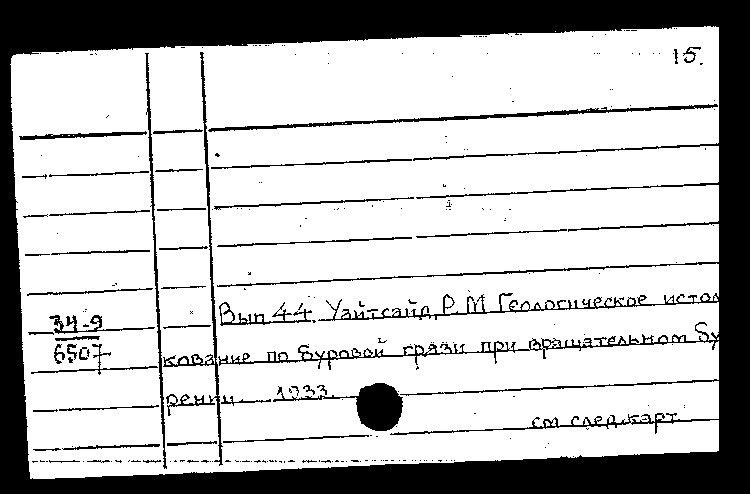 15.
Вып 44. Уайтсайд, Р. М Геологическое истол
34-9
6507
кование по буровой грязи при вращательном бу
рении. 1933.
см след.карт